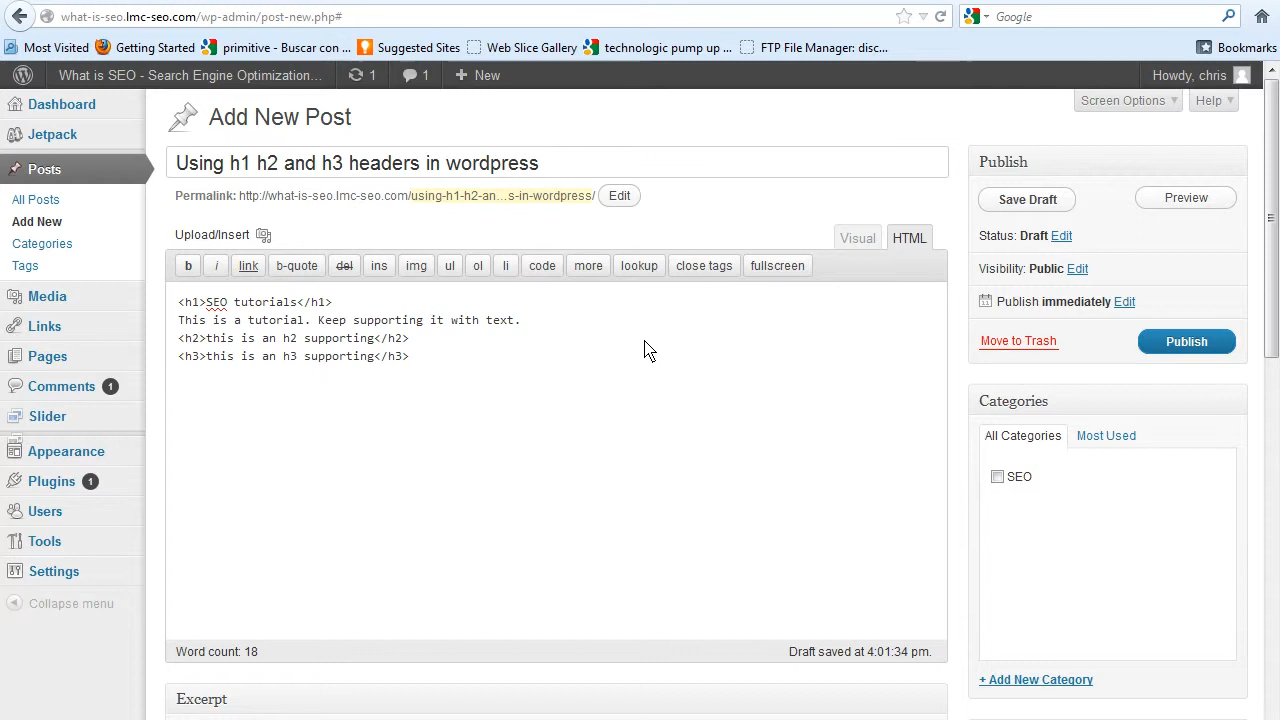 what-is-seo.lmc-seo.com/wp-admin/post-new.php#
Google
Most Visited Getting Started primitive - Buscar con ... Suggested Sites Web Slice Gallery technologic pump up ... FTP File Manager: disc... Bookmarks
What is SEO - Search Engine Optimization... 1 1 + New Howdy, chris
Screen Options Help
Dashboard
Jetpack
Posts
All Posts
Add New
Categories
Tags
Media
Links
Pages
Comments 1
Slider
Appearance
Plugins 1
Users
Tools
Settings
Collapse menu
Add New Post
Using h1 h2 and h3 headers in wordpress
Permalink: http://what-is-seo.lmc-seo.com/using-h1-h2-an...s-in-wordpress/ Edit
Upload/Insert
Visual HTML
b i link b-quote del ins img ul ol li code more lookup close tags fullscreen
<h1>SEO tutorials</h1>
This is a tutorial. Keep supporting it with text.
<h2>this is an h2 supporting</h2>
<h3>this is an h3 supporting</h3>
Word count: 18 Draft saved at 4:01:34 pm.
Excerpt
Publish
Save Draft Preview
Status: Draft Edit
Visibility: Public Edit
11
Publish immediately Edit
Move to Trash Publish
Categories
All Categories Most Used
SEO
+ Add New Category